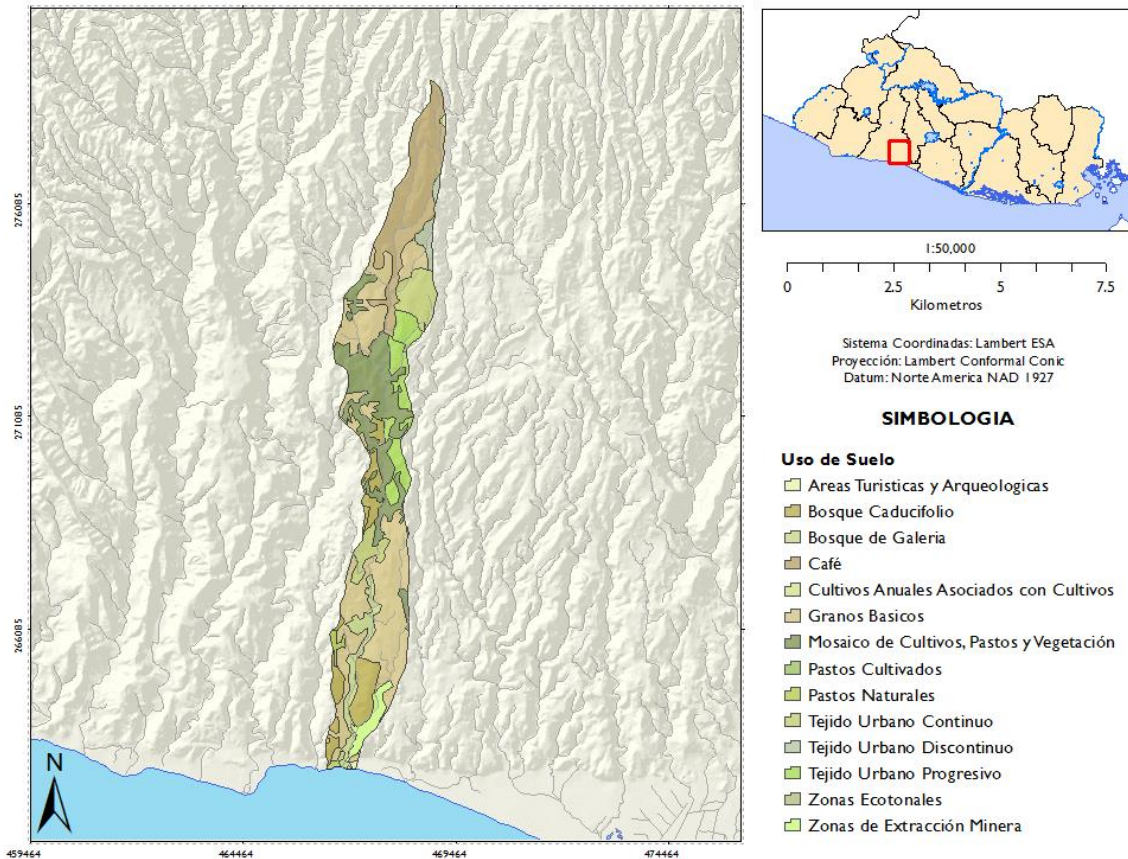 276085
271085
266085
N
459464
464464
469464
474464
1:50,000
0 2.5 5 7.5
Kilometros
Sistema Coordinadas: Lambert ESA
Proyección: Lambert Conformal Conic
Datum: Norte America NAD 1927
SIMBOLOGIA
Uso de Suelo
Areas Turisticas y Arqueologicas
Bosque Caducifolio
Bosque de Galeria
Café
Cultivos Anuales Asociados con Cultivos
Granos Basicos
Mosaico de Cultivos, Pastos y Vegetación
Pastos Cultivados
Pastos Naturales
Tejido Urbano Continuo
Tejido Urbano Discontinuo
Tejido Urbano Progresivo
Zonas Ecotonales
Zonas de Extracción Minera